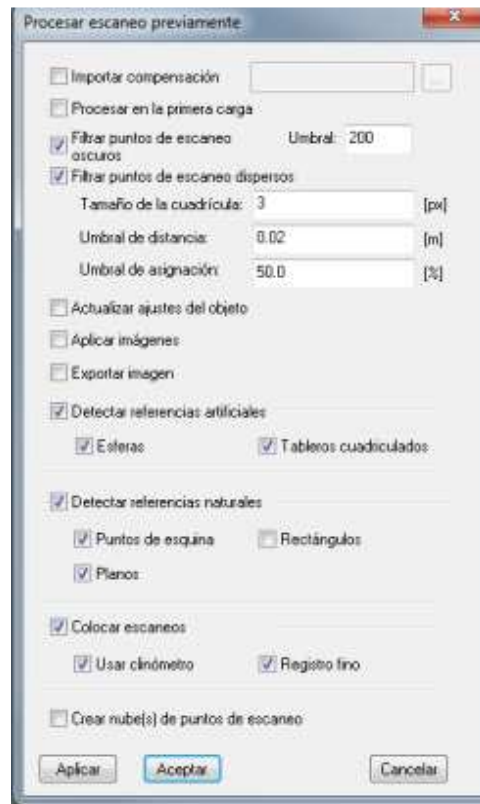 Procesar escaneo previamente
Importar compensación
...
Procesar en la primera carga
Filtrar puntos de escaneo oscuros Umbral: 200
Filtrar puntos de escaneo dispersos
Tamaño de la cuadrícula: 3 [px]
Umbral de distancia: 0.02 [m]
Umbral de asignación: 50.0 [%]
Actualizar ajustes del objeto
Aplicar imágenes
Exportar imagen
Detectar referencias artificiales
Esferas Tableros cuadriculados
Detectar referencias naturales
Puntos de esquina Rectángulos
Planos
Colocar escaneos
Usar clinómetro Registro fino
Crear nube(s) de puntos de escaneo
Aplicar Aceptar Cancelar